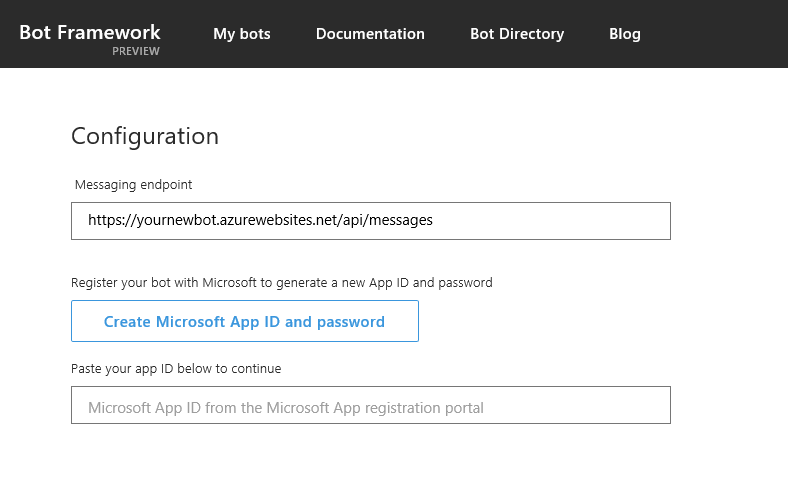 Bot Framework My bots Documentation Bot Directory Blog
PREVIEW
Configuration
Messaging endpoint
https://yournewbot.azurewebsites.net/api/messages
Register your bot with Microsoft to generate a new App ID and password
Create Microsoft App ID and password
Paste your app ID below to continue
Microsoft App ID from the Microsoft App registration portal